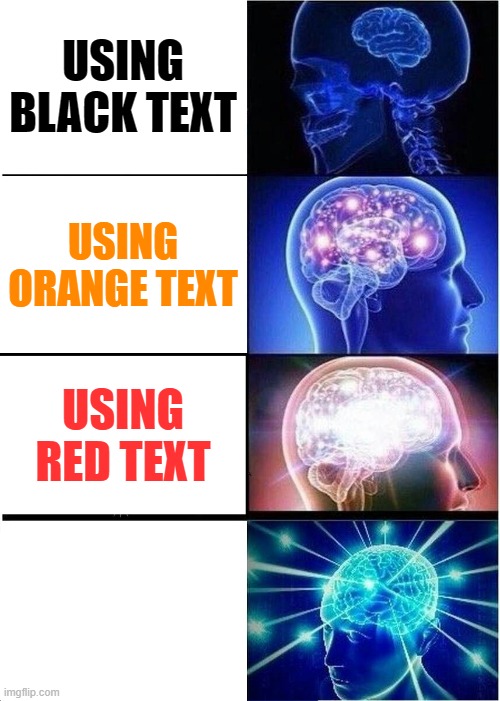 USING
BLACK TEXT
USING
ORANGE TEXT
USING
RED TEXT
imgflip.com